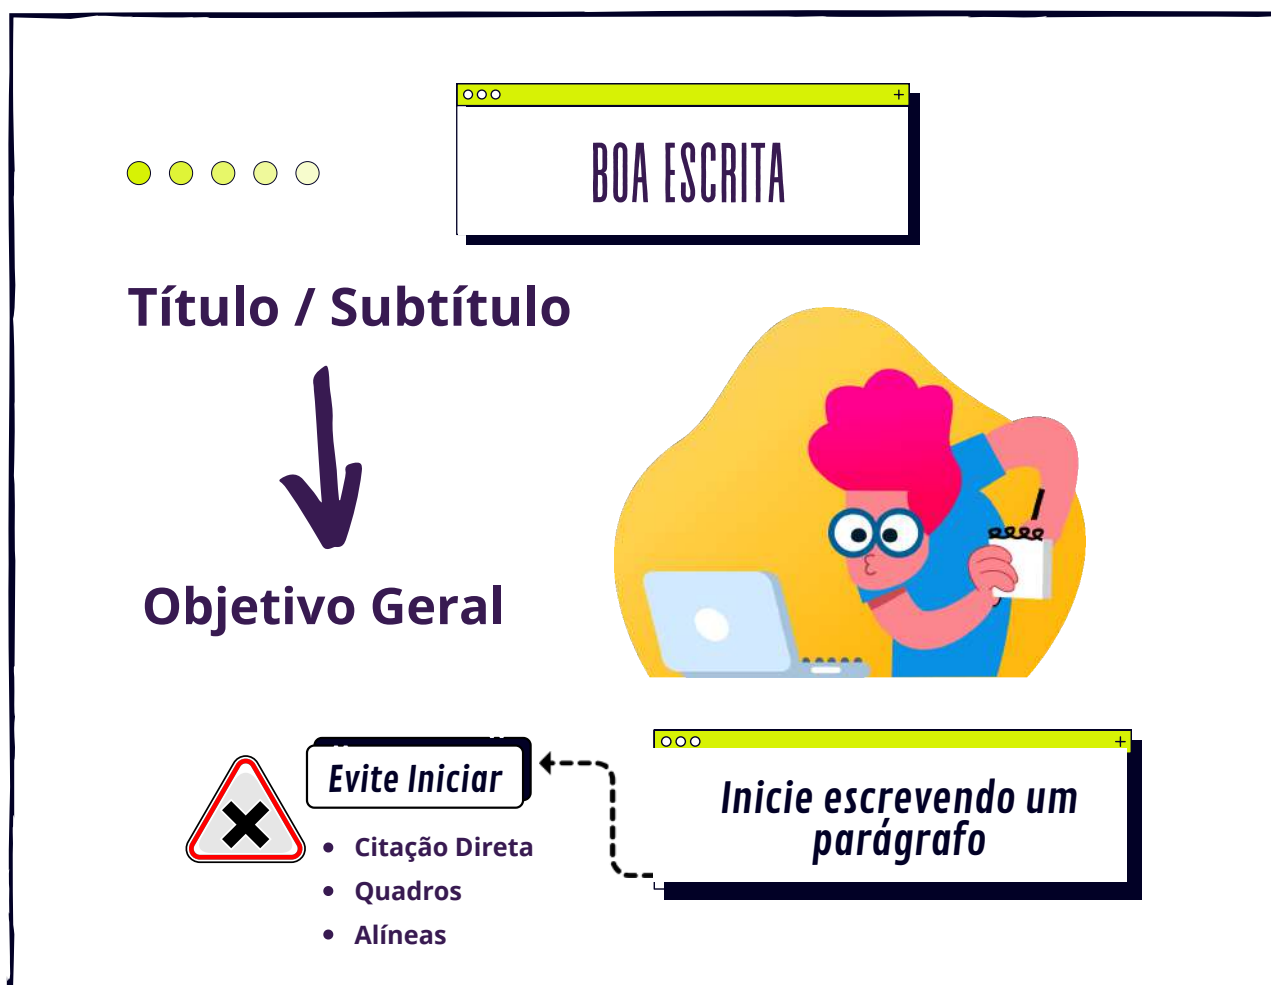 BOA ESCRITA
Título / Subtítulo
Objetivo Geral
Evite Iniciar
• Citação Direta
• Quadros
• Alíneas
Inicie escrevendo um
parágrafo